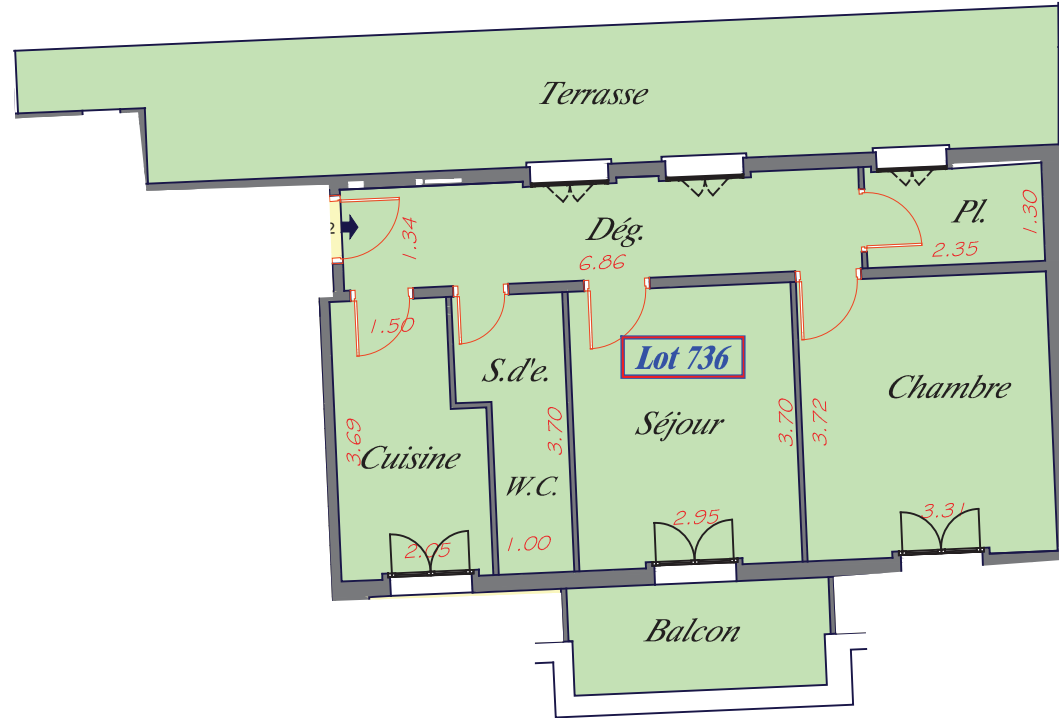 Terrasse
Pl.
1.30
2
1.34
Dég.
6.86
2.35
1.50
Lot 736
S.d'e.
Chambre
3.69
Cuisine
3.70
Séjour
3.70
3.72
W.C.
2.05
1.00
2.95
3.31
Balcon